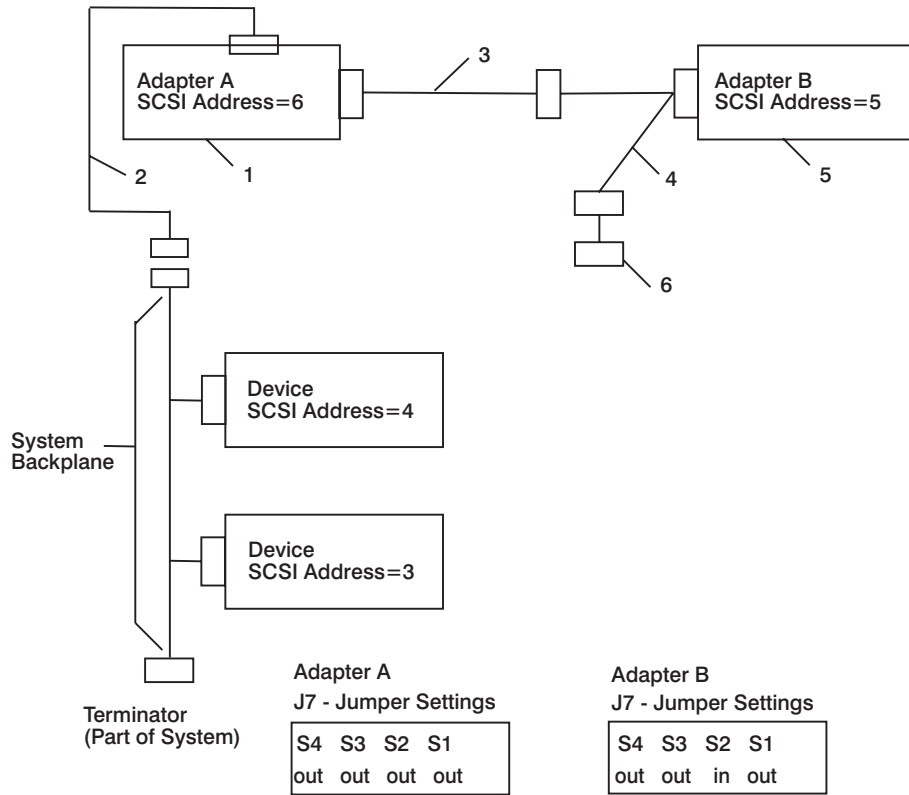 Adapter A
SCSI Address=6
3
Adapter B
SCSI Address=5
2
1
4
5
6
Device
SCSI Address=4
System
Backplane
Device
SCSI Address=3
Terminator
(Part of System)
Adapter A
J7 - Jumper Settings
S4 S3 S2 S1
out out out out
Adapter B
J7 - Jumper Settings
S4 S3 S2 S1
out out in out